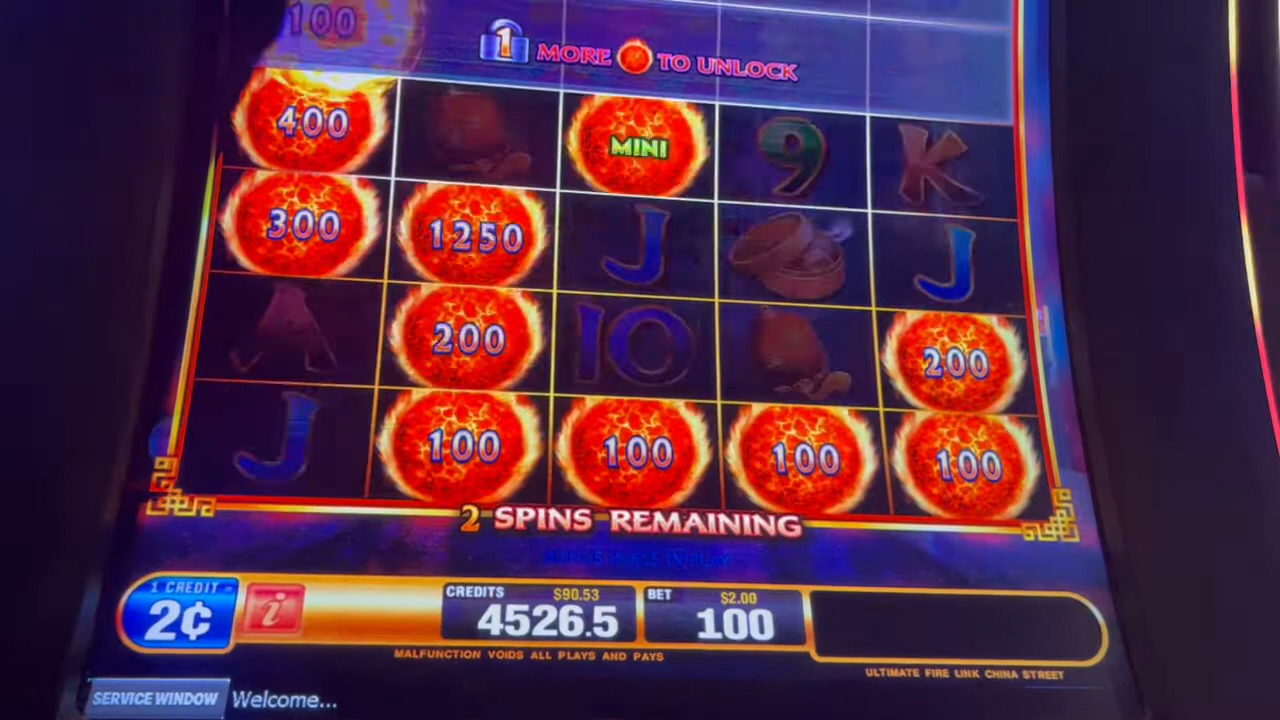 100
1 MORE TO UNLOCK
400 MINI 9 K
300 1250 J J
200 10 200
J 100 100 100 100
2 SPINS REMAINING
1 CREDIT =
2¢
i
CREDITS $90.53
4526.5
BET $2.00
100
MALFUNCTION VOIDS ALL PLAYS AND PAYS
ULTIMATE FIRE LINK CHINA STREET
SERVICE WINDOW Welcome...